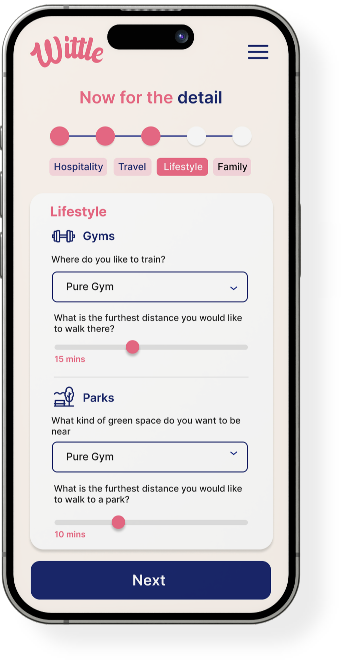 Wittle
Now for the detail
Hospitality Travel Lifestyle Family
Lifestyle
Gyms
Where do you like to train?
Pure Gym
What is the furthest distance you would like
to walk there?
15 mins
Parks
What kind of green space do you want to be
near
Pure Gym
What is the furthest distance you would like
to walk to a park?
10 mins
Next